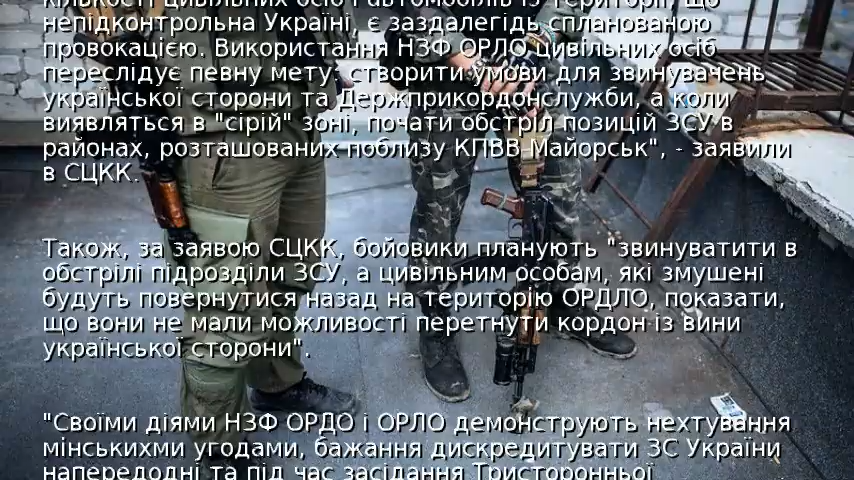 кількості цивільних осіб і автомобілів із території, що
непідконтрольна Україні, є заздалегідь спланованою
провокацією. Використання НЗФ ОРЛО цивільних осіб
переслідує певну мету: створити умови для звинувачень
української сторони та Держприкордонслужби, а коли
виявляться в "сірій" зоні, почати обстріл позицій ЗСУ в
районах, розташованих поблизу КПВВ Майорськ", - заявили
в СЦКК.
Також, за заявою СЦКК, бойовики планують "звинуватити в
обстрілі підрозділи ЗСУ, а цивільним особам, які змушені
будуть повернутися назад на територію ОРДЛО, показати,
що вони не мали можливості перетнути кордон із вини
української сторони".
"Своїми діями НЗФ ОРДО і ОРЛО демонструють нехтування
мінськихми угодами, бажання дискредитувати ЗС України
напередодні та під час засідання Тристоронньої